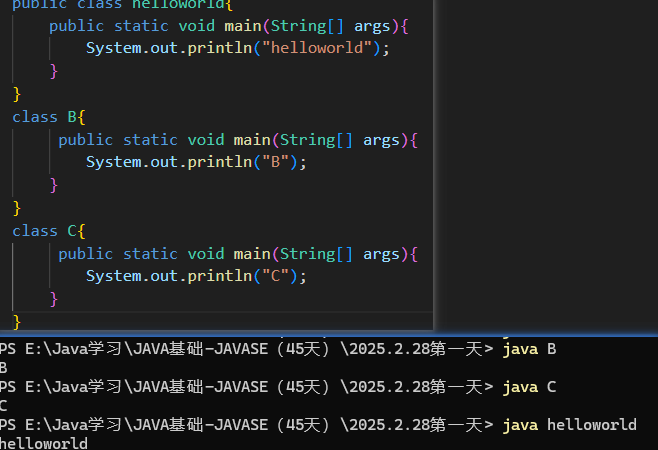 public class helloworld{
    public static void main(String[] args){
        System.out.println("helloworld");
    }
}
class B{
     public static void main(String[] args){
        System.out.println("B");
    }
}
class C{
     public static void main(String[] args){
        System.out.println("C");
    }
}
PS E:\Java学习\JAVA基础-JAVASE（45天）\2025.2.28第一天> java B
B
PS E:\Java学习\JAVA基础-JAVASE（45天）\2025.2.28第一天> java C
C
PS E:\Java学习\JAVA基础-JAVASE（45天）\2025.2.28第一天> java helloworld
helloworld